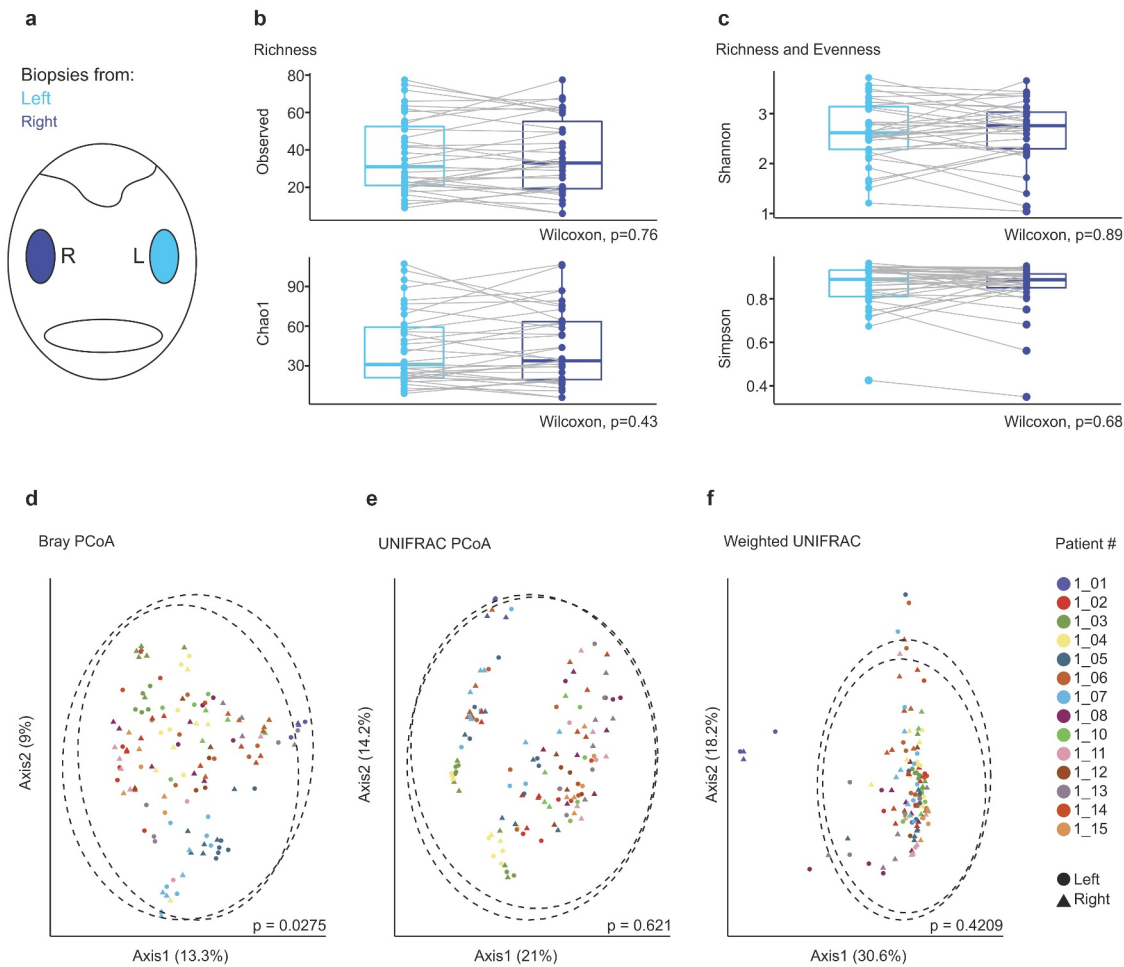 a
Biopsies from:
Left
Right
R
L
b
Richness
80
60
40
20
Observed
Wilcoxon, p=0.76
90
60
30
Chao1
Wilcoxon, p=0.43
c
Richness and Evenness
3
2
1
Shannon
Wilcoxon, p=0.89
0.8
0.6
0.4
Simpson
Wilcoxon, p=0.68
d
Bray PCoA
Axis2 (9%)
p = 0.0275
Axis1 (13.3%)
e
UNIFRAC PCoA
Axis2 (14.2%)
p = 0.621
Axis1 (21%)
f
Weighted UNIFRAC
Axis2 (18.2%)
p = 0.4209
Axis1 (30.6%)
Patient #
1_01
1_02
1_03
1_04
1_05
1_06
1_07
1_08
1_10
1_11
1_12
1_13
1_14
1_15
Left
Right